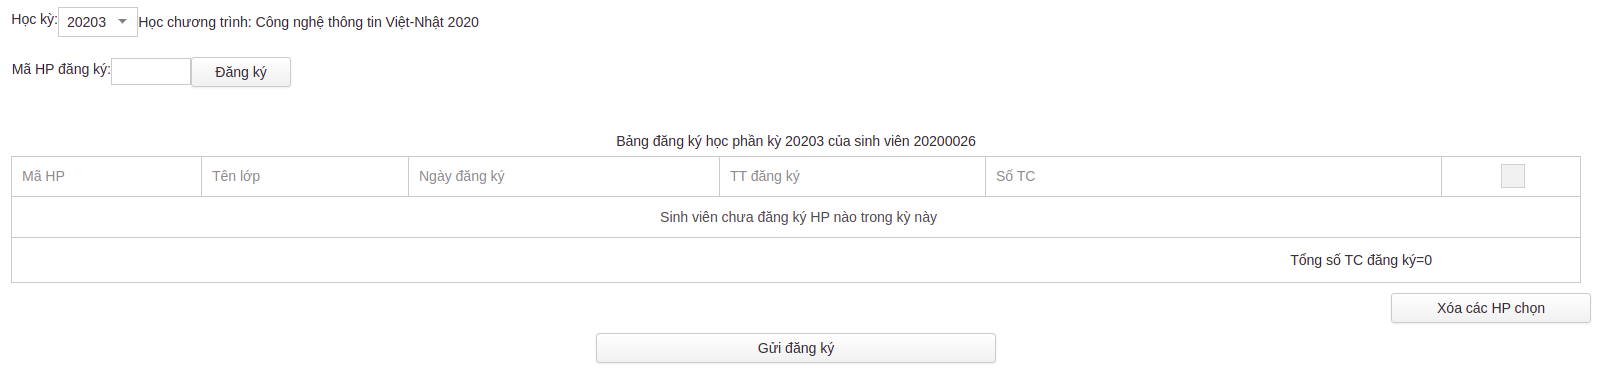 Học kỳ: 20203 Học chương trình: Công nghệ thông tin Việt-Nhật 2020
Mã HP đăng ký: Đăng ký
Bảng đăng ký học phần kỳ 20203 của sinh viên 20200026
Mã HP Tên lớp Ngày đăng ký TT đăng ký Số TC
Sinh viên chưa đăng ký HP nào trong kỳ này
Tổng số TC đăng ký=0
Xóa các HP chọn
Gửi đăng ký